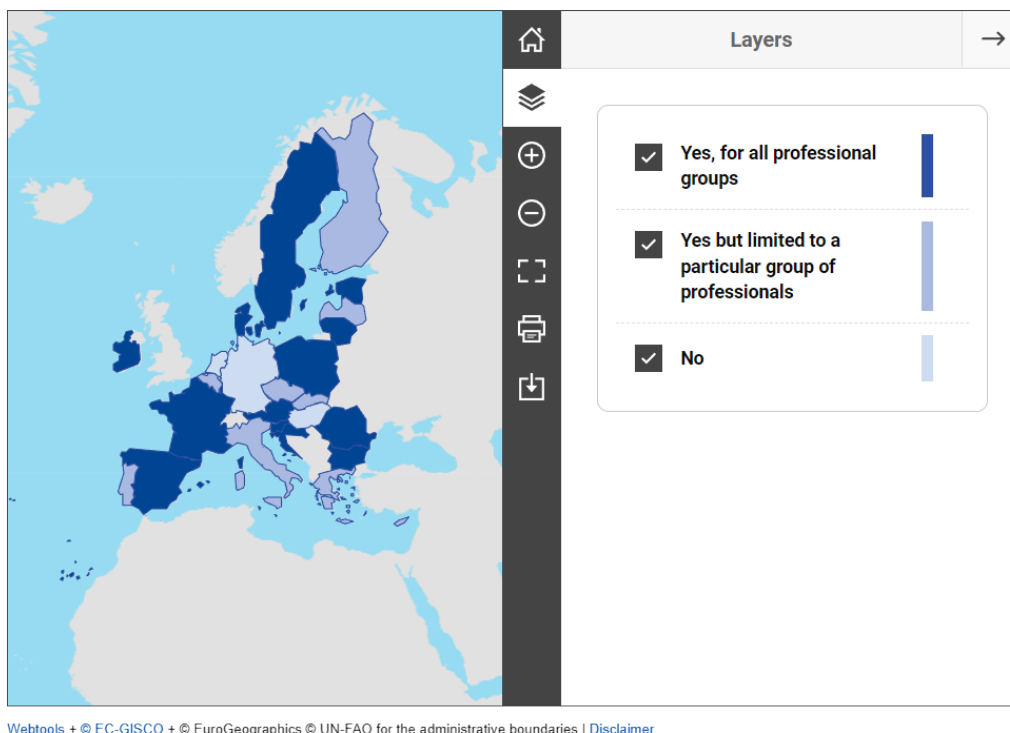 Layers
Yes, for all professional
groups
Yes but limited to a
particular group of
professionals
No
Webtools + © EC-GISCO + © EuroGeographics © UN-FAO for the administrative boundaries | Disclaimer